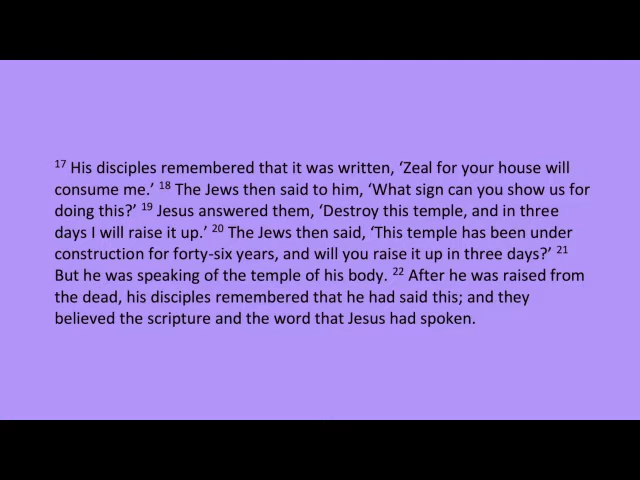 ¹⁷ His disciples remembered that it was written, ‘Zeal for your house will
consume me.’ ¹⁸ The Jews then said to him, ‘What sign can you show us for
doing this?’ ¹⁹ Jesus answered them, ‘Destroy this temple, and in three
days I will raise it up.’ ²⁰ The Jews then said, ‘This temple has been under
construction for forty-six years, and will you raise it up in three days?’ ²¹
But he was speaking of the temple of his body. ²² After he was raised from
the dead, his disciples remembered that he had said this; and they
believed the scripture and the word that Jesus had spoken.